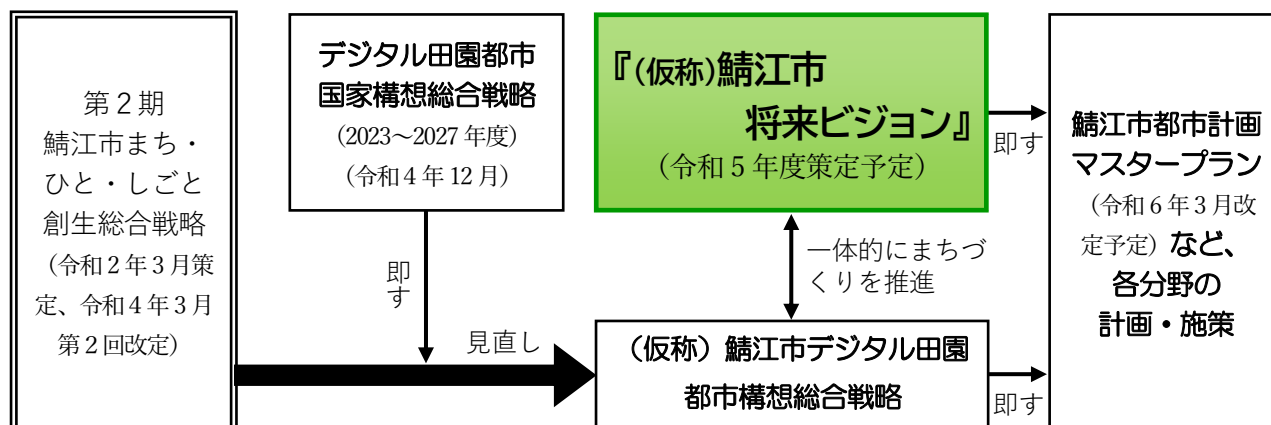 第２期
鯖江市まち・
ひと・しごと
創生総合戦略
（令和２年３月策
定、令和４年３月
第２回改定）
デジタル田園都市
国家構想総合戦略
（2023～2027年度）
（令和４年12月）
即す
見直し
『（仮称）鯖江市
将来ビジョン』
（令和５年度策定予定）
一体的にまちづ
くりを推進
（仮称）鯖江市デジタル田園
都市構想総合戦略
即す
即す
鯖江市都市計画
マスタープラン
（令和６年３月改
定予定）など、
各分野の
計画・施策